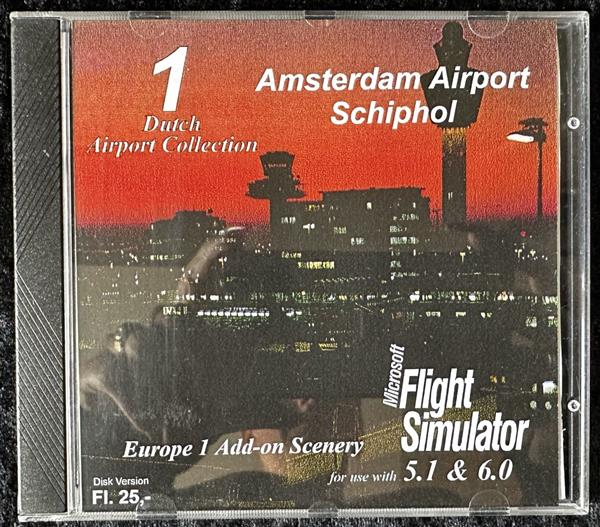 1
Dutch
Airport Collection
Amsterdam Airport
Schiphol
Microsoft
Flight
Simulator
Europe 1 Add-on Scenery
for use with 5.1 & 6.0
Disk Version
Fl. 25,-